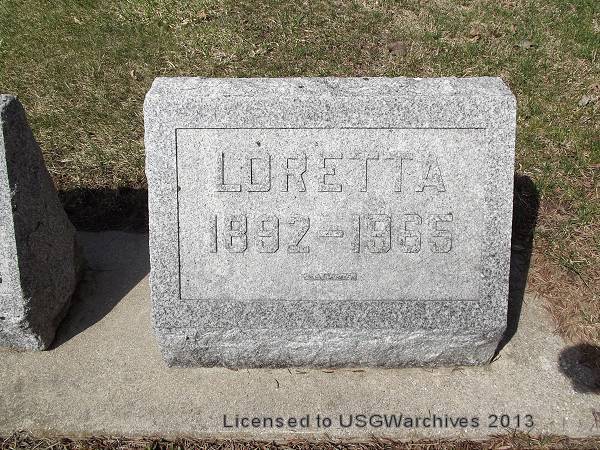 LORETTA
1892-1965
Licensed to USGWarchives 2013